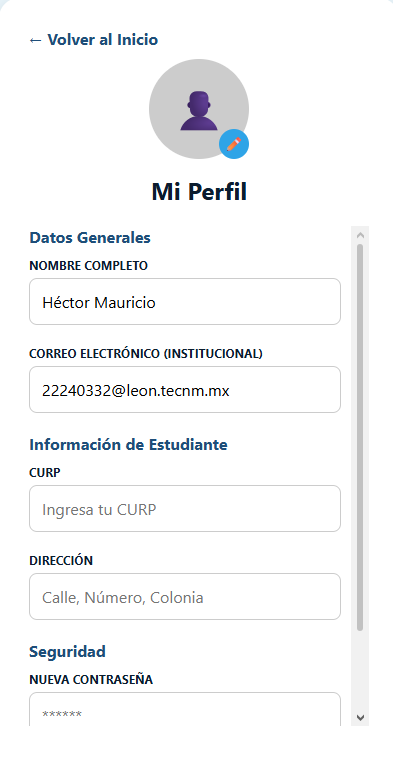 ← Volver al Inicio
Mi Perfil
Datos Generales
NOMBRE COMPLETO
Héctor Mauricio
CORREO ELECTRÓNICO (INSTITUCIONAL)
22240332@leon.tecnm.mx
Información de Estudiante
CURP
Ingresa tu CURP
DIRECCIÓN
Calle, Número, Colonia
Seguridad
NUEVA CONTRASEÑA
******